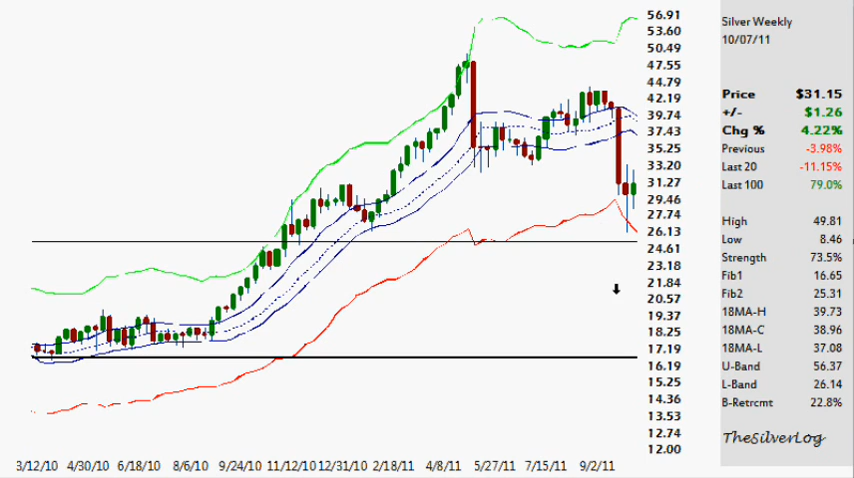 56.91
53.60
50.49
47.55
44.79
42.19
39.74
37.43
35.25
33.20
31.27
29.46
27.74
26.13
24.61
23.18
21.84
20.57
19.37
18.25
17.19
16.19
15.25
14.36
13.53
12.74
12.00
3/12/10 4/30/10 6/18/10 8/6/10 9/24/10 11/12/10 12/31/10 2/18/11 4/8/11 5/27/11 7/15/11 9/2/11
Silver Weekly
10/07/11
Price $31.15
+/- $1.26
Chg % 4.22%
Previous -3.98%
Last 20 -11.15%
Last 100 79.0%
High 49.81
Low 8.46
Strength 73.5%
Fib1 16.65
Fib2 25.31
18MA-H 39.73
18MA-C 38.96
18MA-L 37.08
U-Band 56.37
L-Band 26.14
B-Retrcmt 22.8%
TheSilverLog